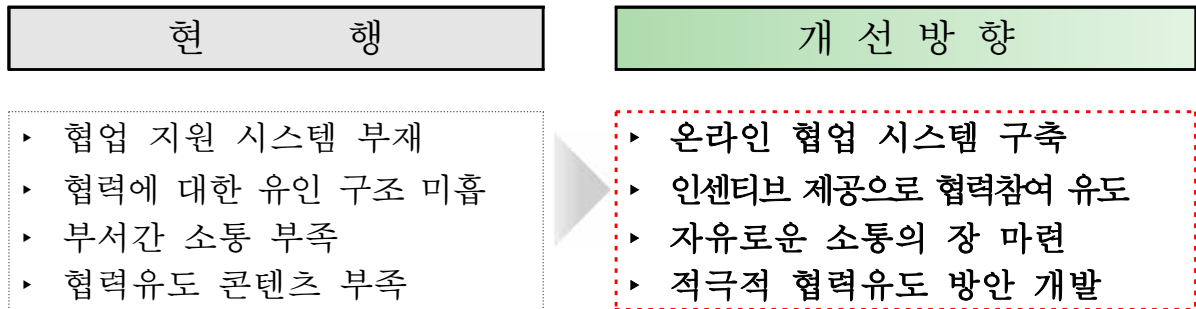 현 행
개 선 방 향
‣ 협업 지원 시스템 부재
‣ 협력에 대한 유인 구조 미흡
‣ 부서간 소통 부족
‣ 협력유도 콘텐츠 부족
‣ 온라인 협업 시스템 구축
‣ 인센티브 제공으로 협력참여 유도
‣ 자유로운 소통의 장 마련
‣ 적극적 협력유도 방안 개발